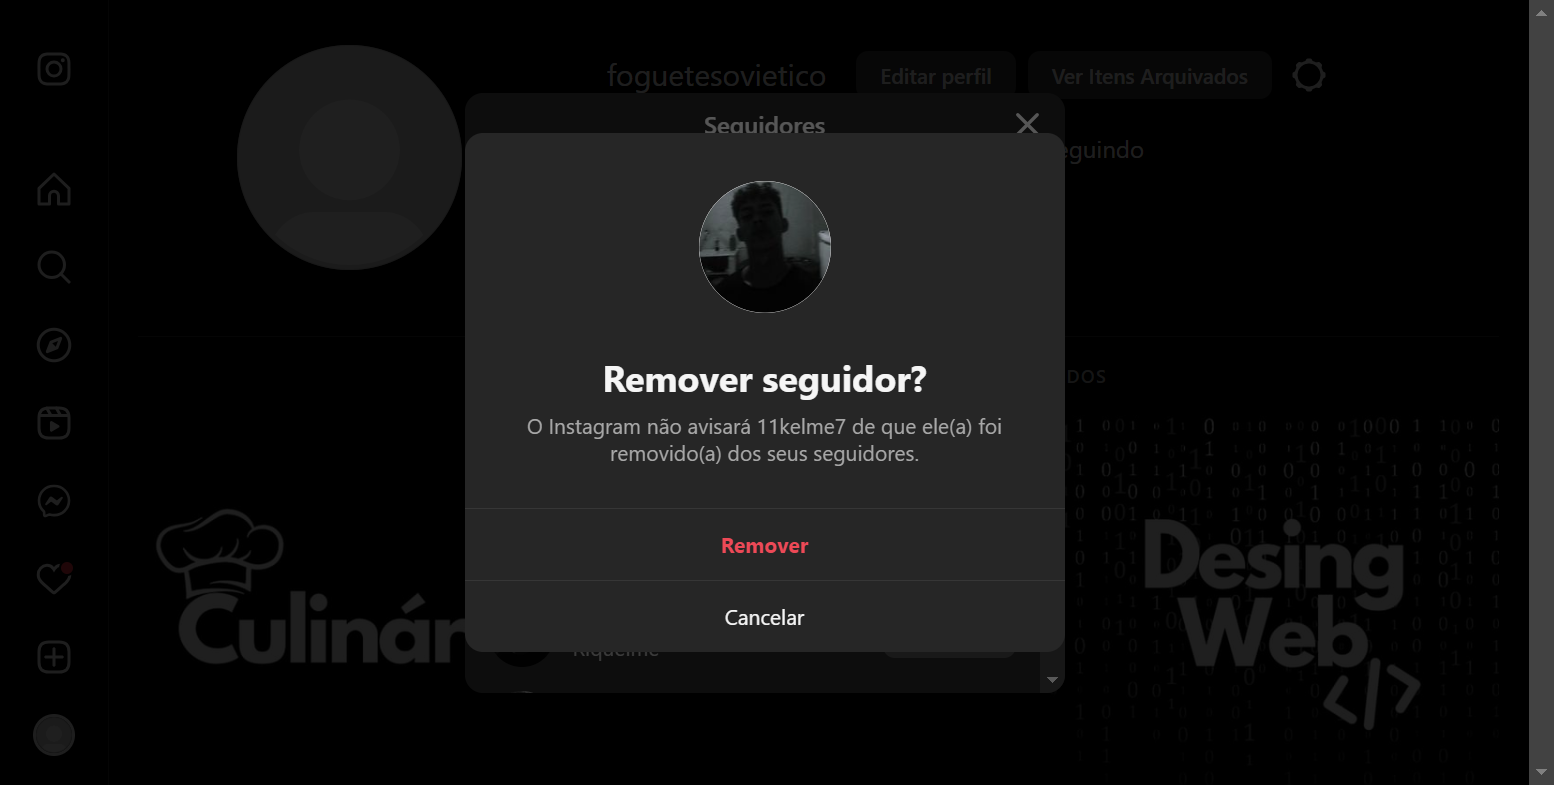 foguetesovietico
Editar perfil
Ver Itens Arquivados
Seguidores
eguindo
Remover seguidor?
O Instagram não avisará 11kelme7 de que ele(a) foi
removido(a) dos seus seguidores.
DOS
Remover
Cancelar
Culinár
Desing
Web
</>
Riquelme